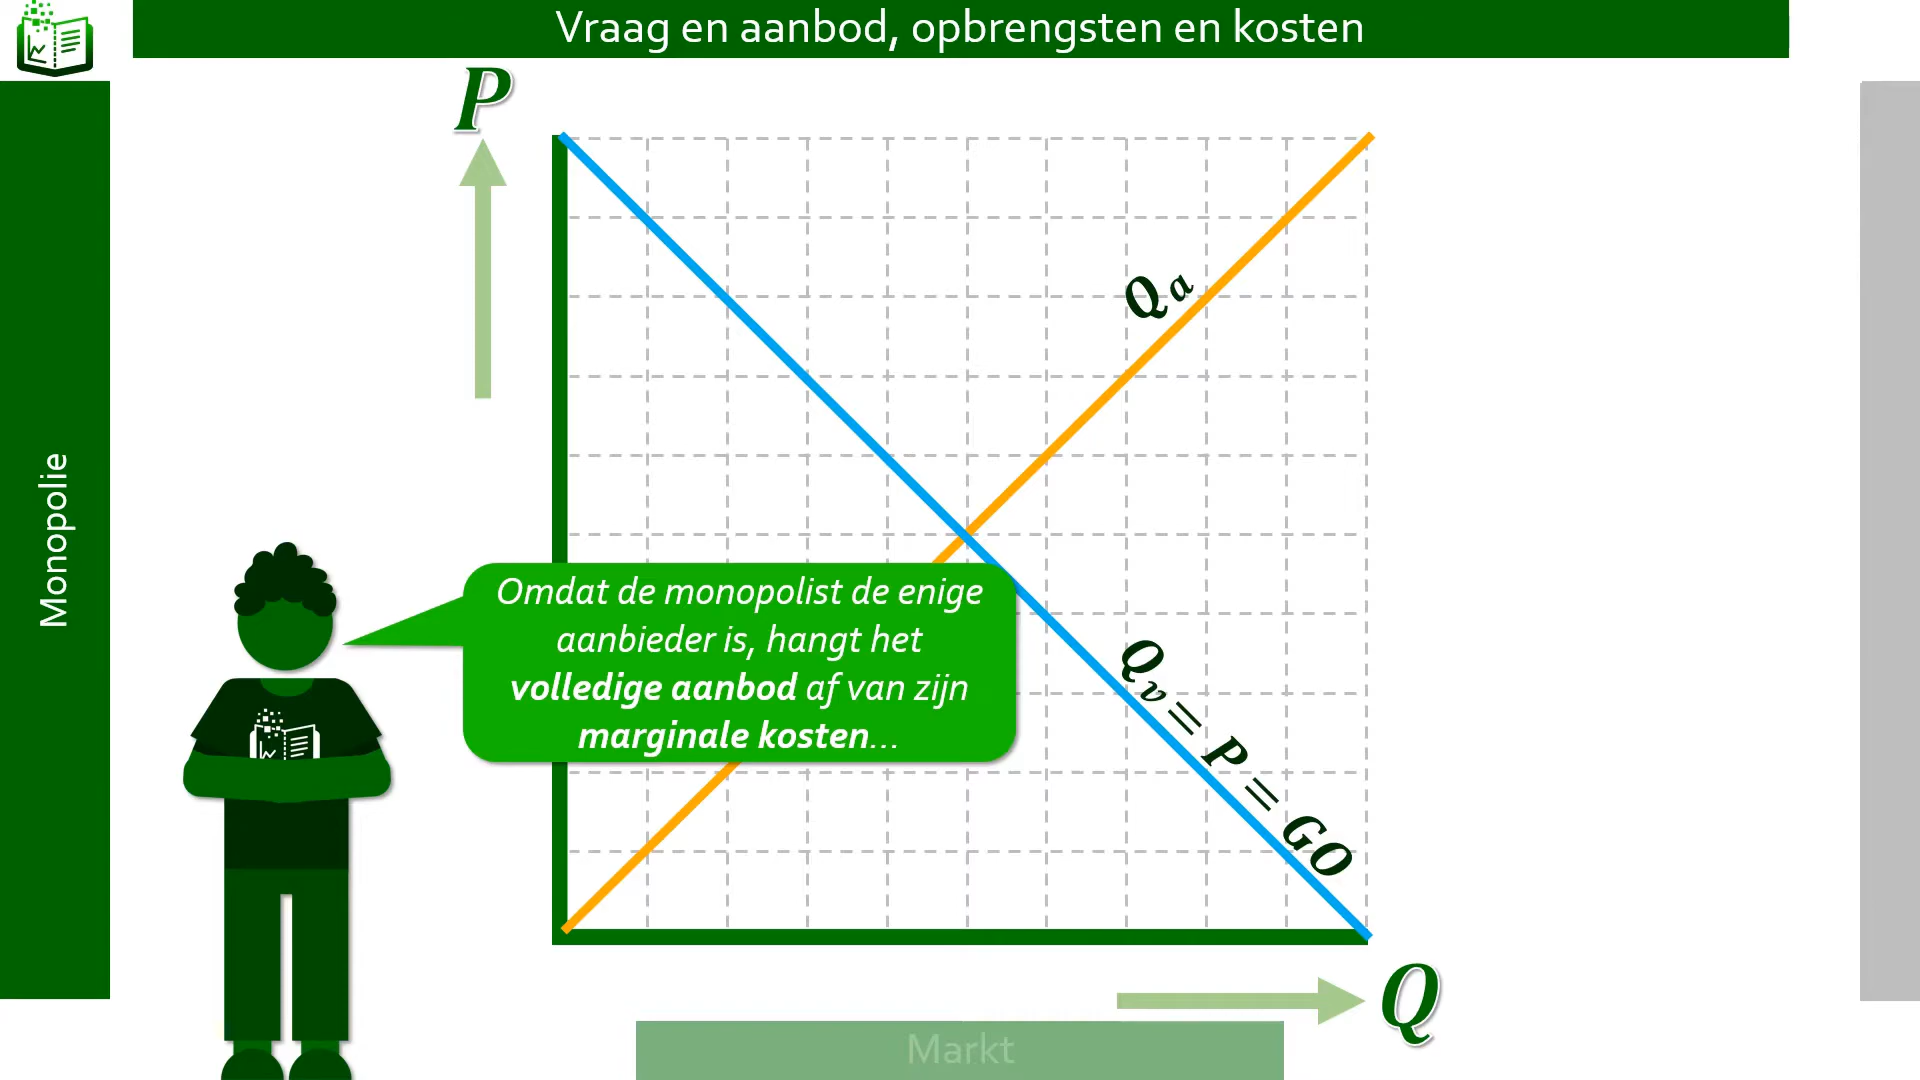 Vraag en aanbod, opbrengsten en kosten
P
Qa
Omdat de monopolist de enige
aanbieder is, hangt het
volledige aanbod af van zijn
marginale kosten...
Qv = P = GO
Monopolie
Q
Markt